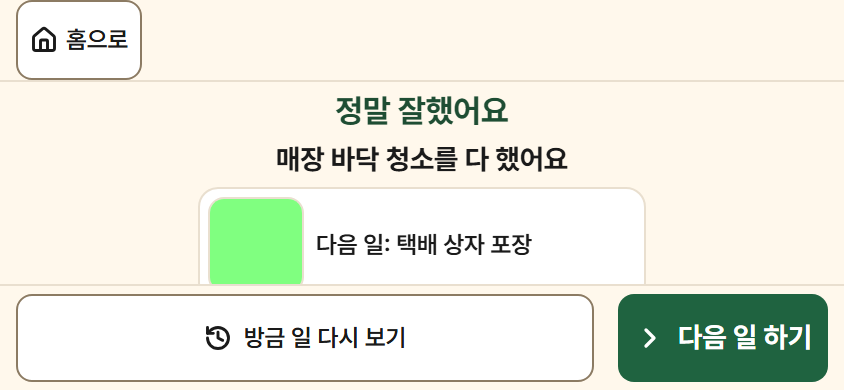 홈으로
정말 잘했어요
매장 바닥 청소를 다 했어요
다음 일: 택배 상자 포장
방금 일 다시 보기
다음 일 하기